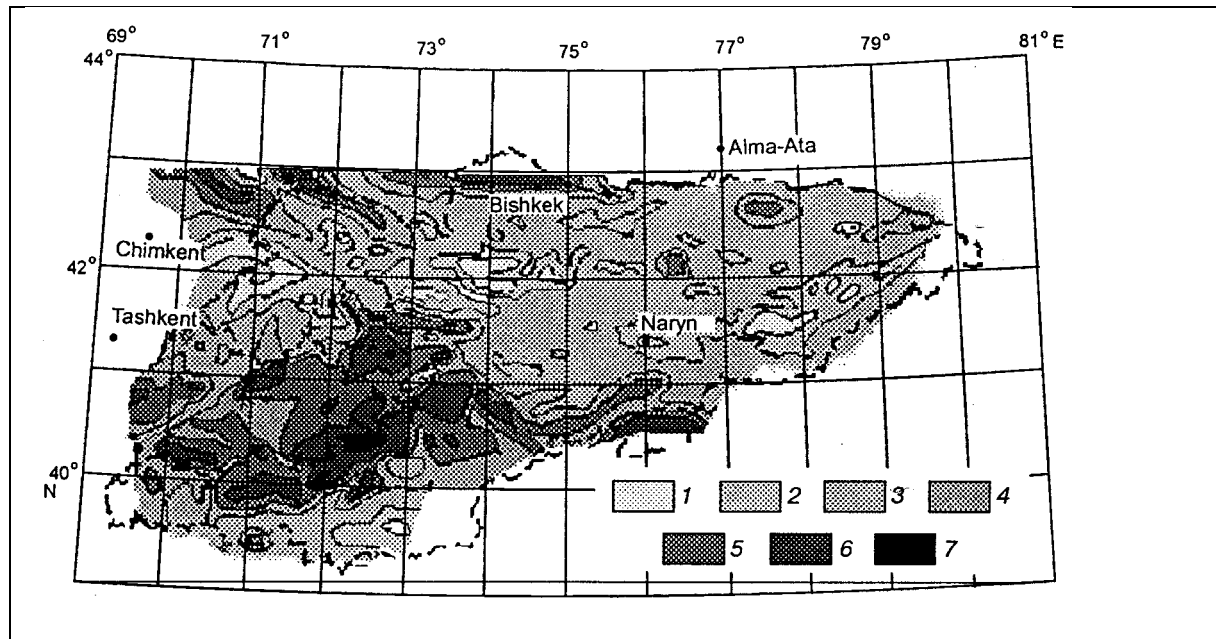 69° 71° 73° 75° 77° 79° 81° E
44°
Alma-Ata
Bishkek
Chimkent
42°
Tashkent
Naryn
40°
N
1 2 3 4
5 6 7